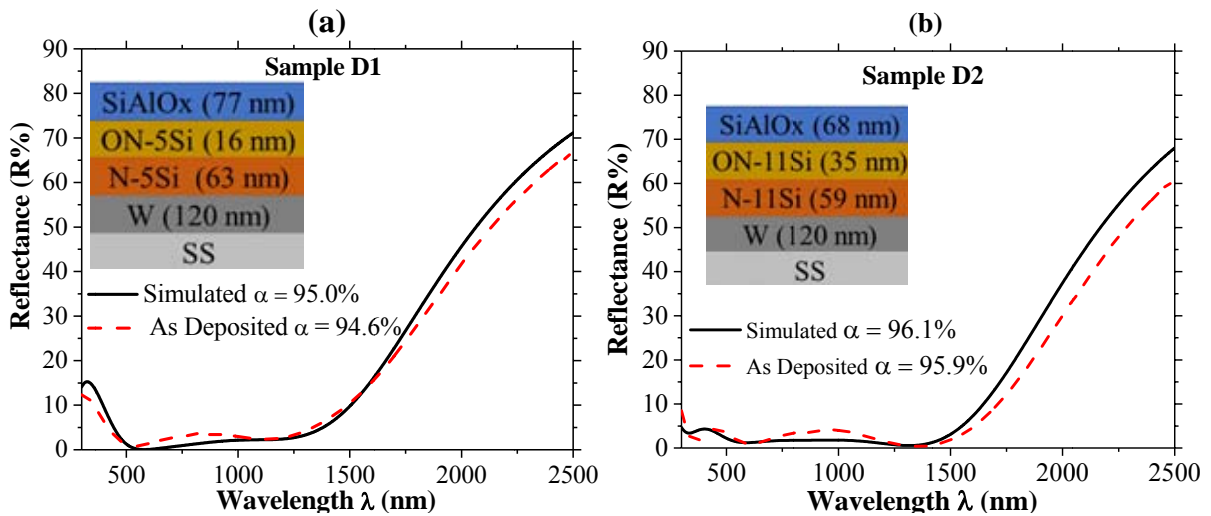 (a)
Sample D1
SiAlOx (77 nm)
ON-5Si (16 nm)
N-5Si (63 nm)
W (120 nm)
SS
Simulated α = 95.0%
As Deposited α = 94.6%
Reflectance (R%)
90
80
70
60
50
40
30
20
10
0
500 1000 1500 2000 2500
Wavelength λ (nm)
(b)
Sample D2
SiAlOx (68 nm)
ON-11Si (35 nm)
N-11Si (59 nm)
W (120 nm)
SS
Simulated α = 96.1%
As Deposited α = 95.9%
Reflectance (R%)
90
80
70
60
50
40
30
20
10
0
500 1000 1500 2000 2500
Wavelength λ (nm)